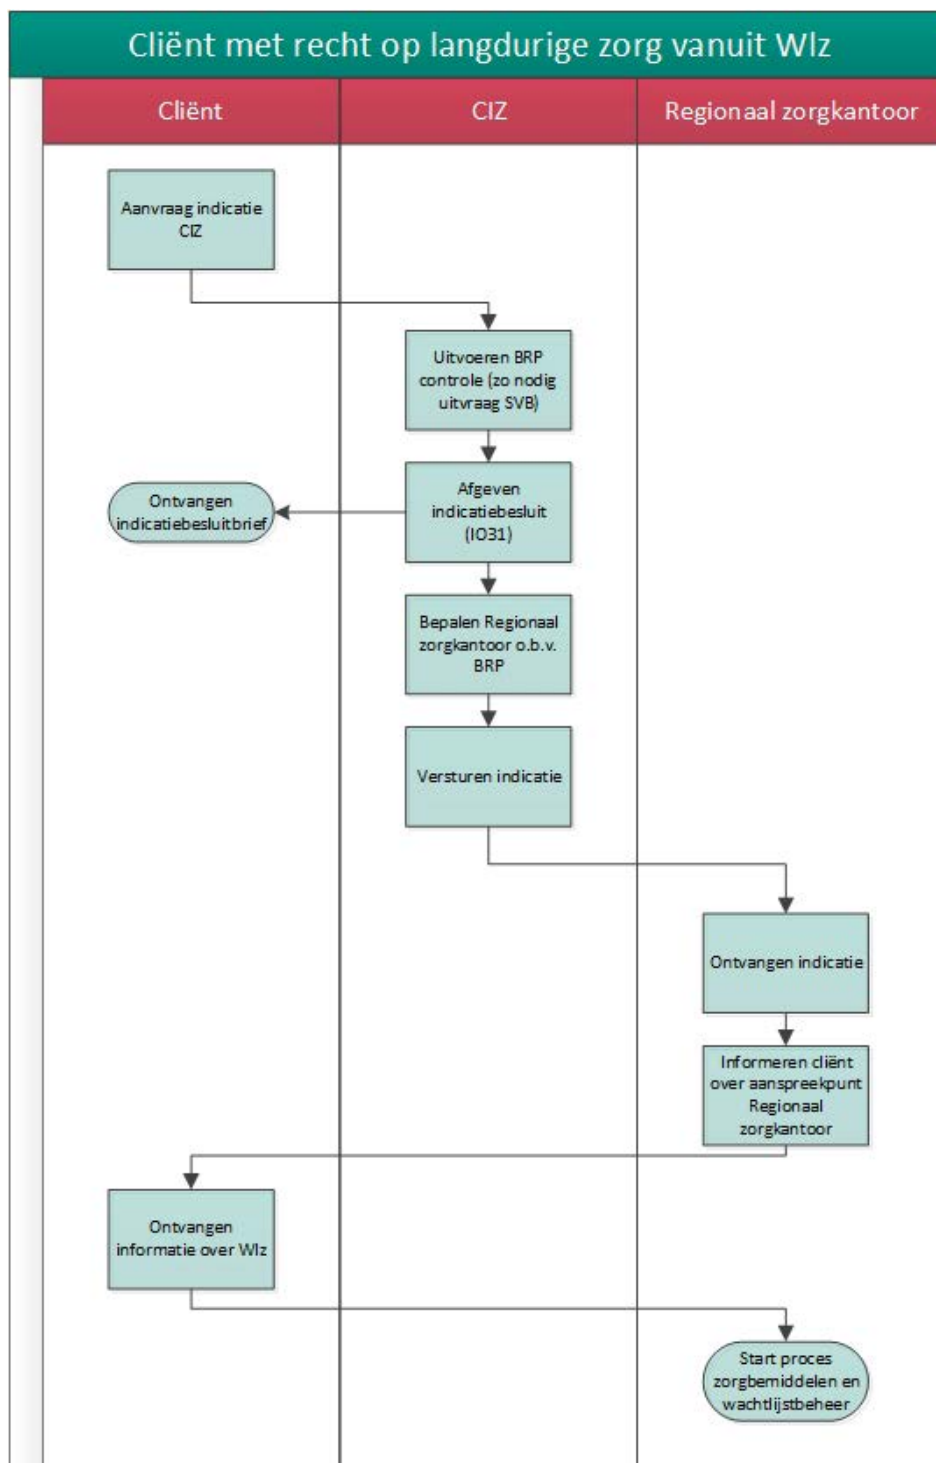 Cliënt met recht op langdurige zorg vanuit Wlz
Cliënt
CIZ
Regionaal zorgkantoor
Aanvraag indicatie
CIZ
Uitvoeren BRP
controle (zo nodig
uitvraag SVB)
Afgeven
indicatiebesluit
(IO31)
Ontvangen
indicatiebesluitbrief
Bepalen Regionaal
zorgkantoor o.b.v.
BRP
Versturen indicatie
Ontvangen indicatie
Informeren cliënt
over aanspreekpunt
Regionaal
zorgkantoor
Ontvangen
informatie over Wlz
Start proces
zorgbemiddelen en
wachtlijstbeheer